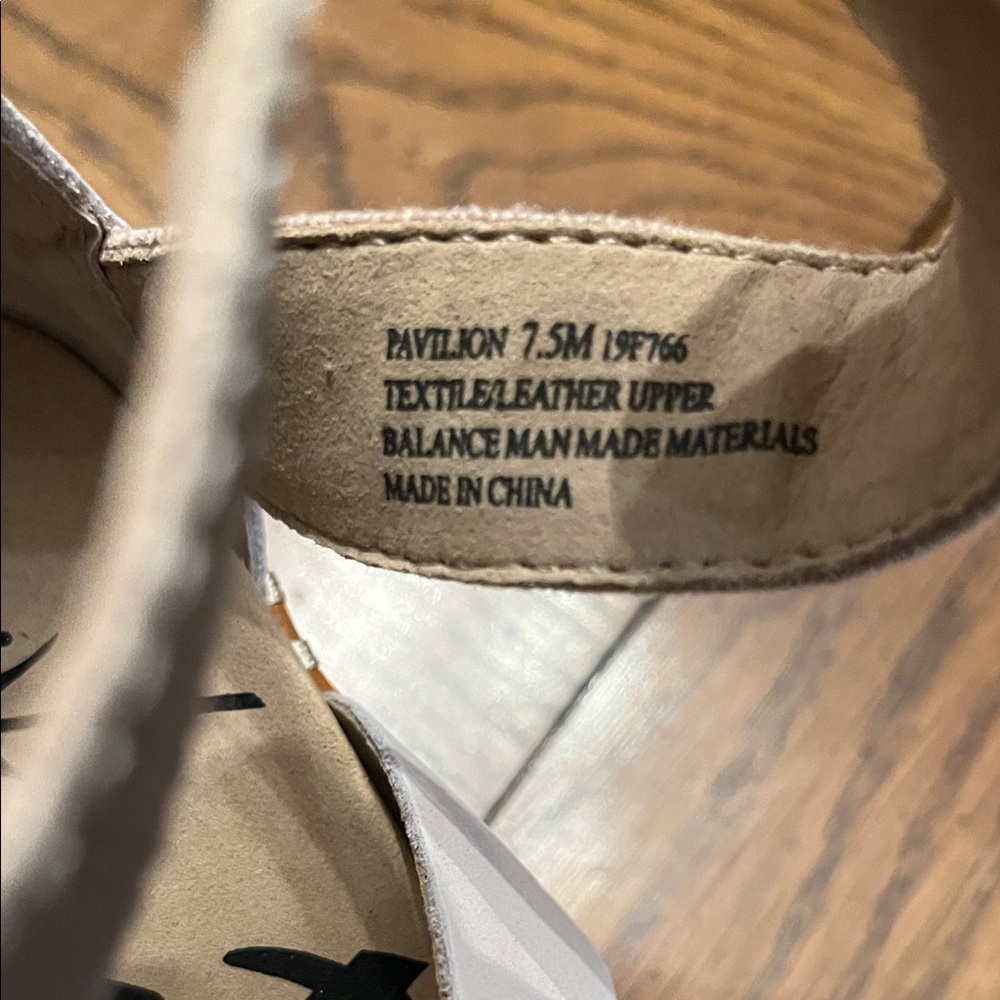 PAVILION 7.5M 19F766
TEXTILE/LEATHER UPPER
BALANCE MAN MADE MATERIALS
MADE IN CHINA